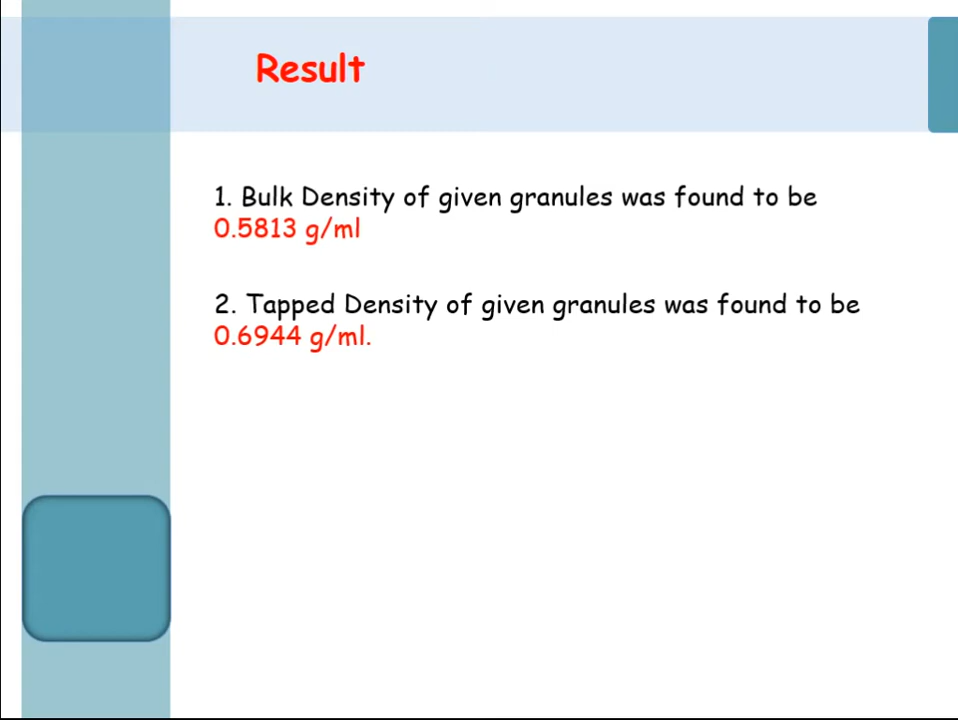 Result
1. Bulk Density of given granules was found to be
0.5813 g/ml
2. Tapped Density of given granules was found to be
0.6944 g/ml.